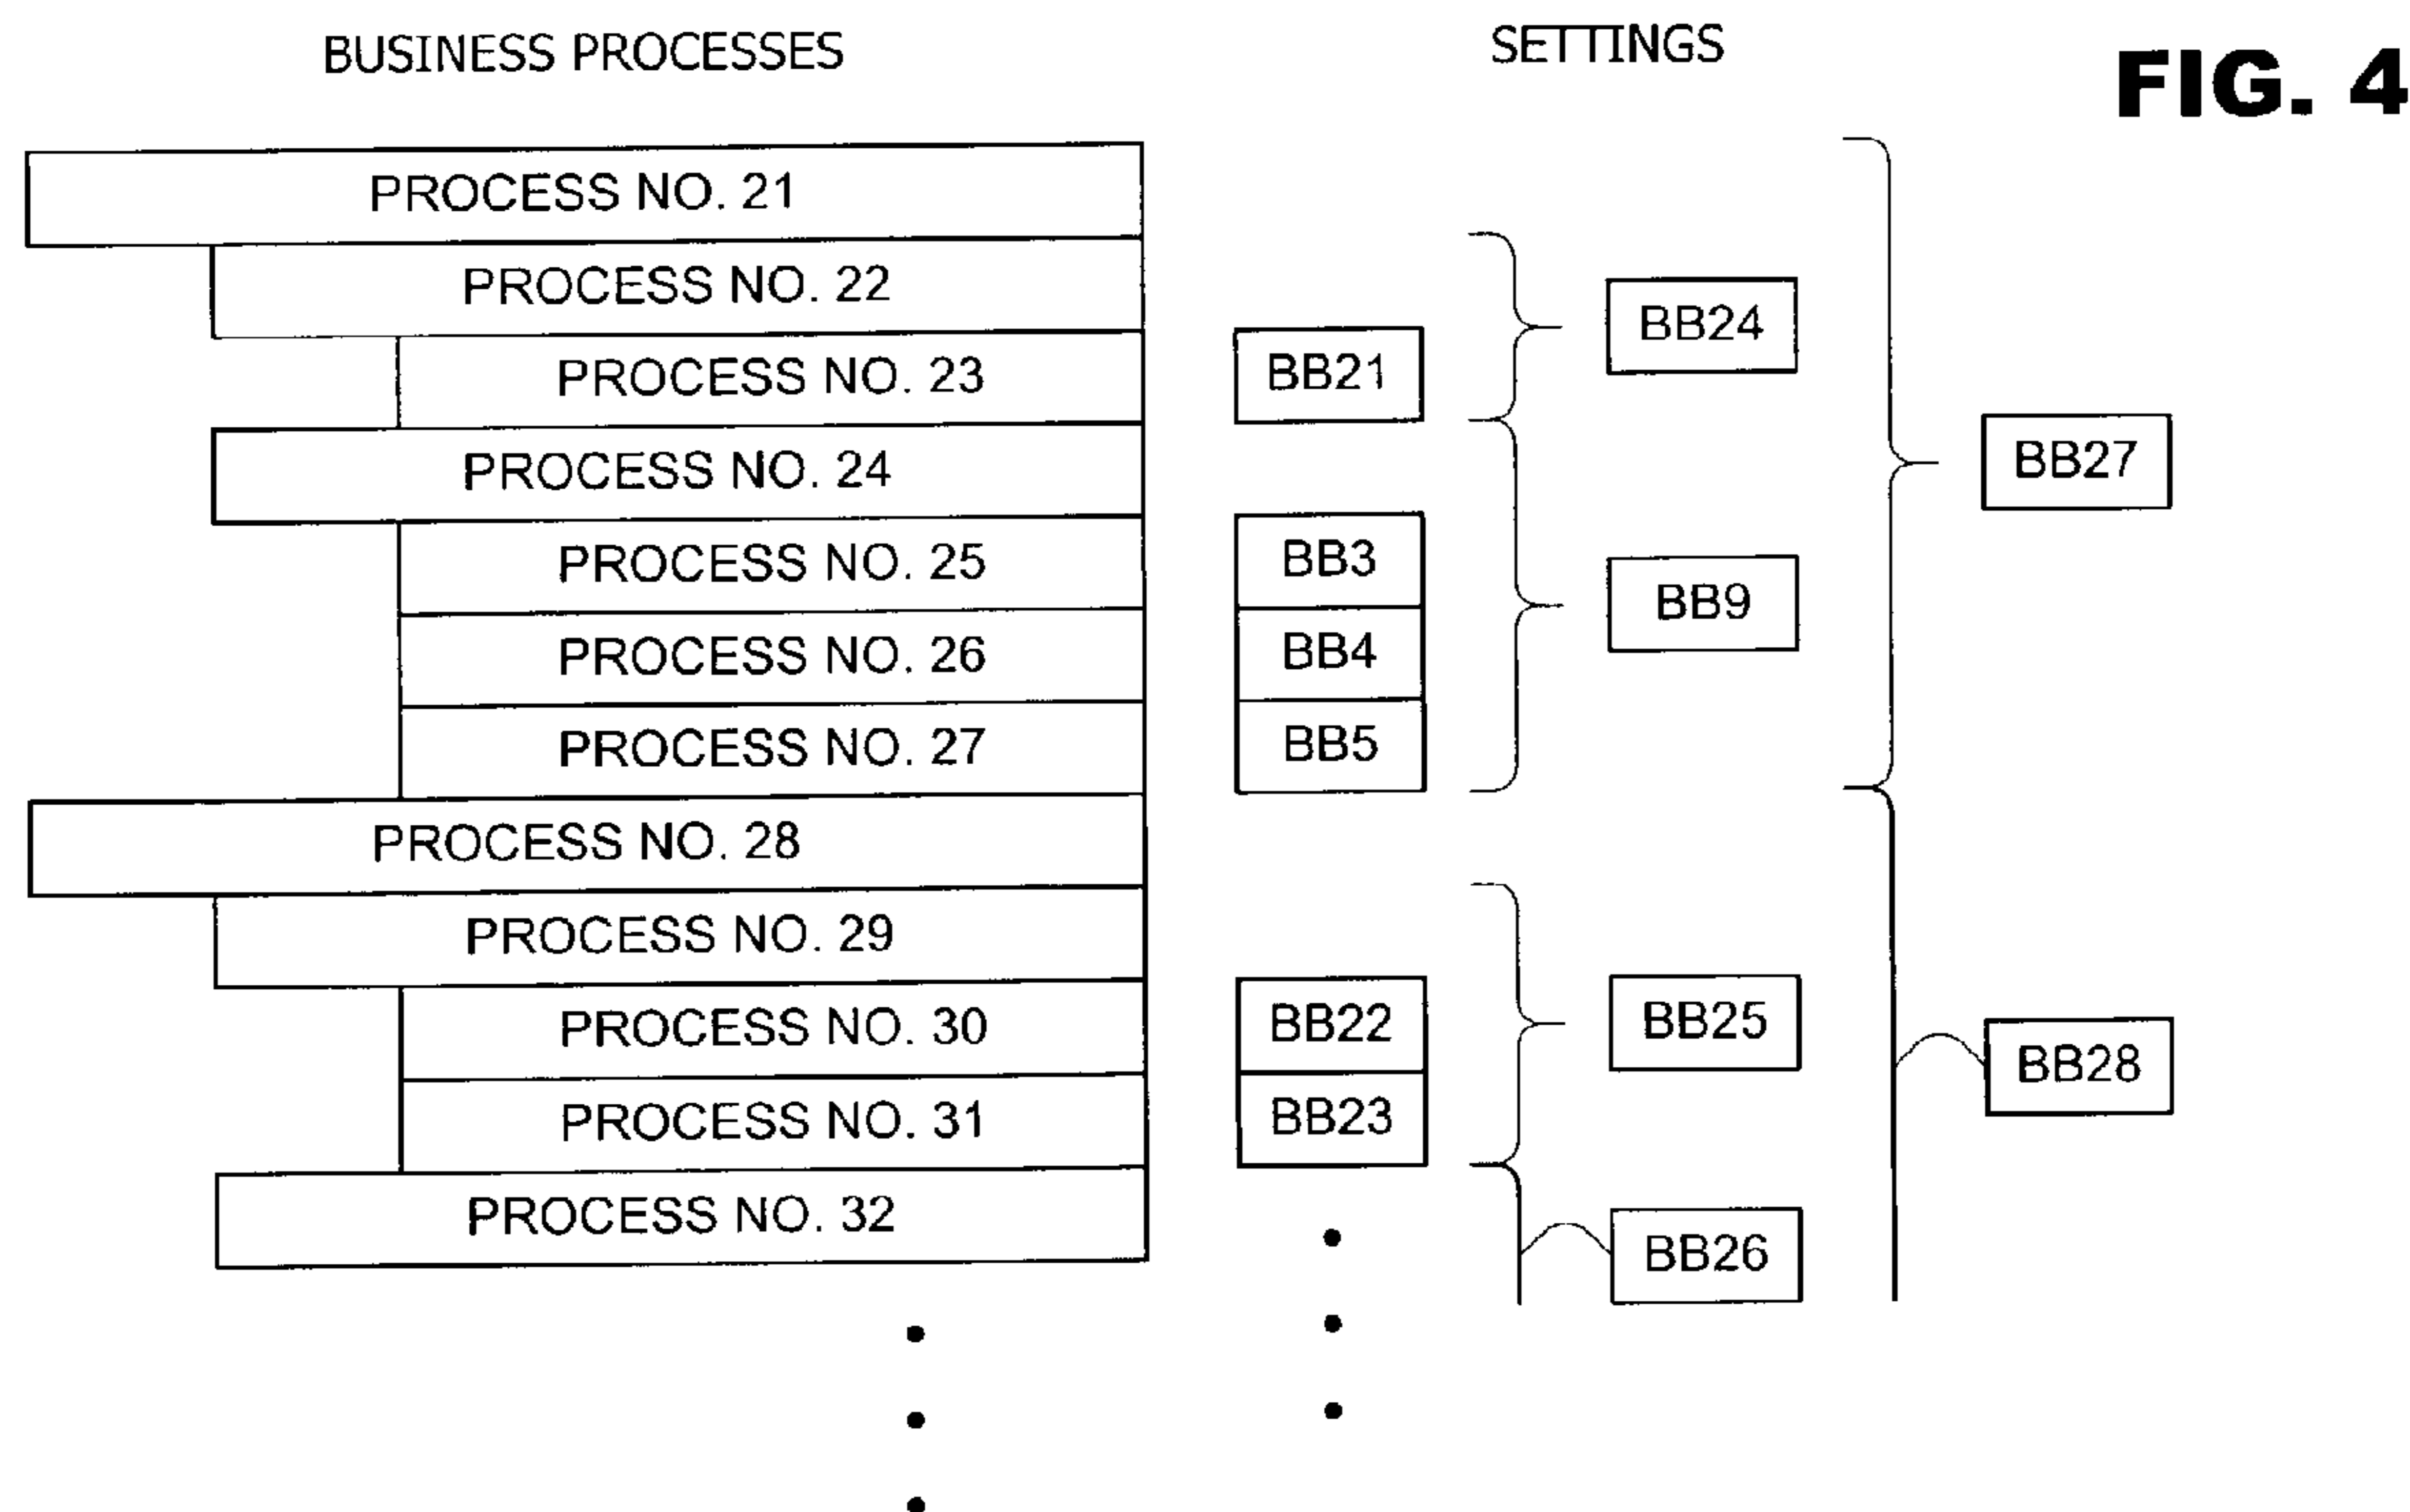 BUSINESS PROCESSES
SETTINGS
FIG. 4
PROCESS NO. 21
PROCESS NO. 22
BB24
PROCESS NO. 23
BB21
PROCESS NO. 24
BB27
PROCESS NO. 25
BB3
BB9
PROCESS NO. 26
BB4
PROCESS NO. 27
BB5
PROCESS NO. 28
PROCESS NO. 29
PROCESS NO. 30
BB22
BB25
BB28
PROCESS NO. 31
BB23
PROCESS NO. 32
BB26